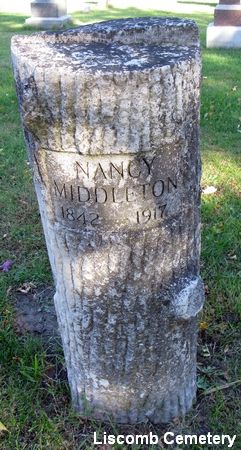 NANCY
MIDDLETON
1842 1917
Liscomb Cemetery